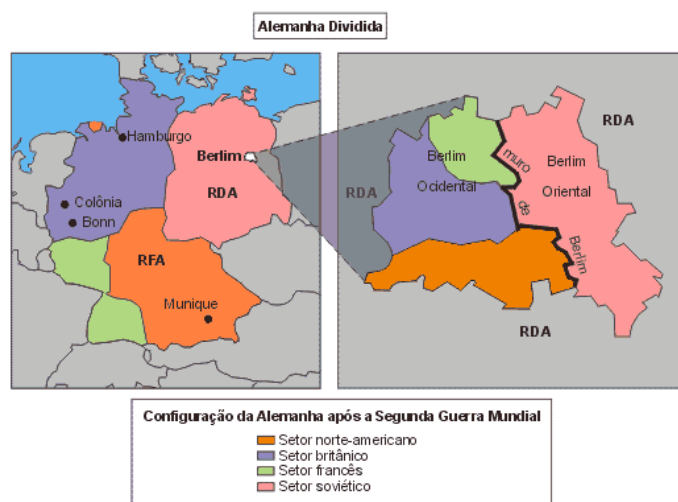 Alemanha Dividida
Hamburgo
Berlim
RDA
Colônia
Bonn
RFA
Munique
RDA
RDA
Berlim
Ocidental
muro
de
Berlim
Berlim
Oriental
RDA
Configuração da Alemanha após a Segunda Guerra Mundial
Setor norte-americano
Setor britânico
Setor francês
Setor soviético